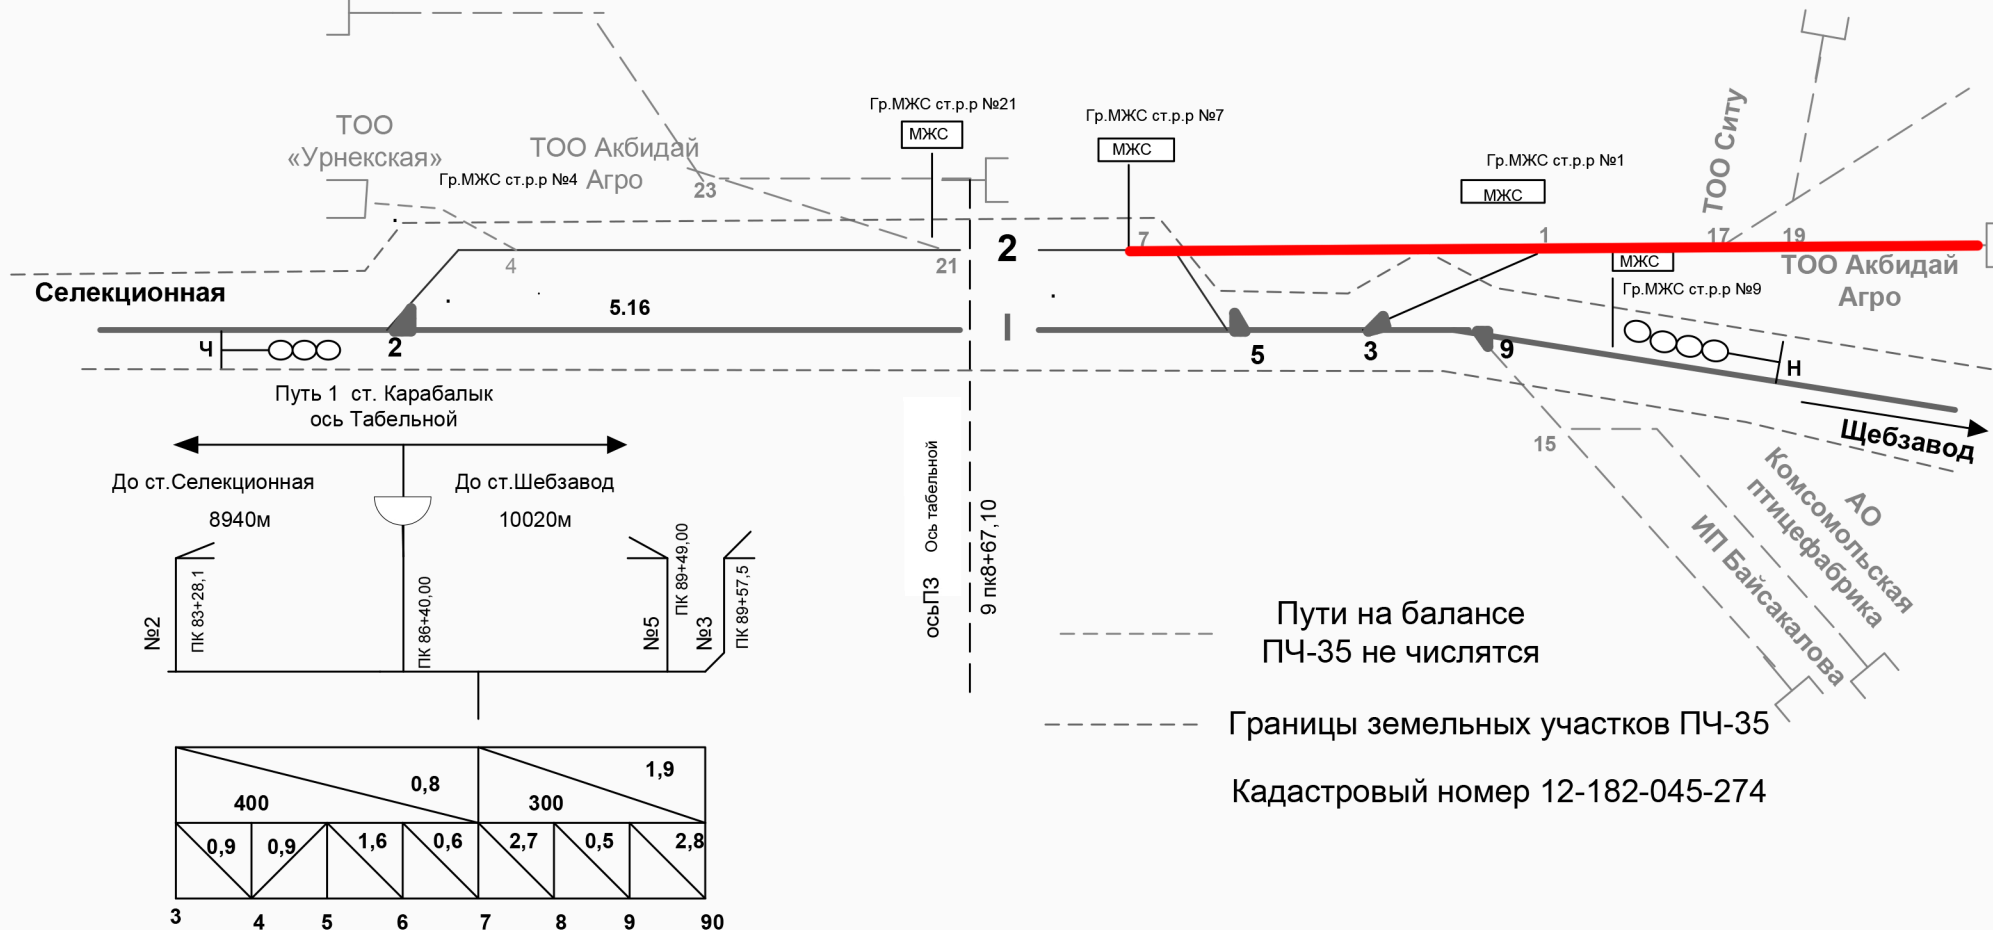 Гр.МЖС ст.р.р №21
МЖС
Гр.МЖС ст.р.р №7
МЖС
Гр.МЖС ст.р.р №1
МЖС
ТОО
«Урнекская»
Гр.МЖС ст.р.р №4
ТОО Акбидай
Агро
23
ТОО Ситу
4
21
2
7
1
17
19
МЖС
Гр.МЖС ст.р.р №9
ТОО Акбидай
Агро
Селекционная
5.16
I
Ч
2
5
3
9
Н
Щебзавод
15
Путь 1 ст. Карабалык
ось Табельной
До ст.Селекционная
8940м
До ст.Шебзавод
10020м
№2
ПК 83+28,1
ПК 86+40,00
№5
ПК 89+49,00
№3
ПК 89+57,5
осьПЗ
Ось табельной
9 пк8+67,10
АО
Комсомольская
птицефабрика
ИП Байсакалова
Пути на балансе
ПЧ-35 не числятся
Границы земельных участков ПЧ-35
Кадастровый номер 12-182-045-274
0,8
400
1,9
300
0,9
0,9
1,6
0,6
2,7
0,5
2,8
3
4
5
6
7
8
9
90